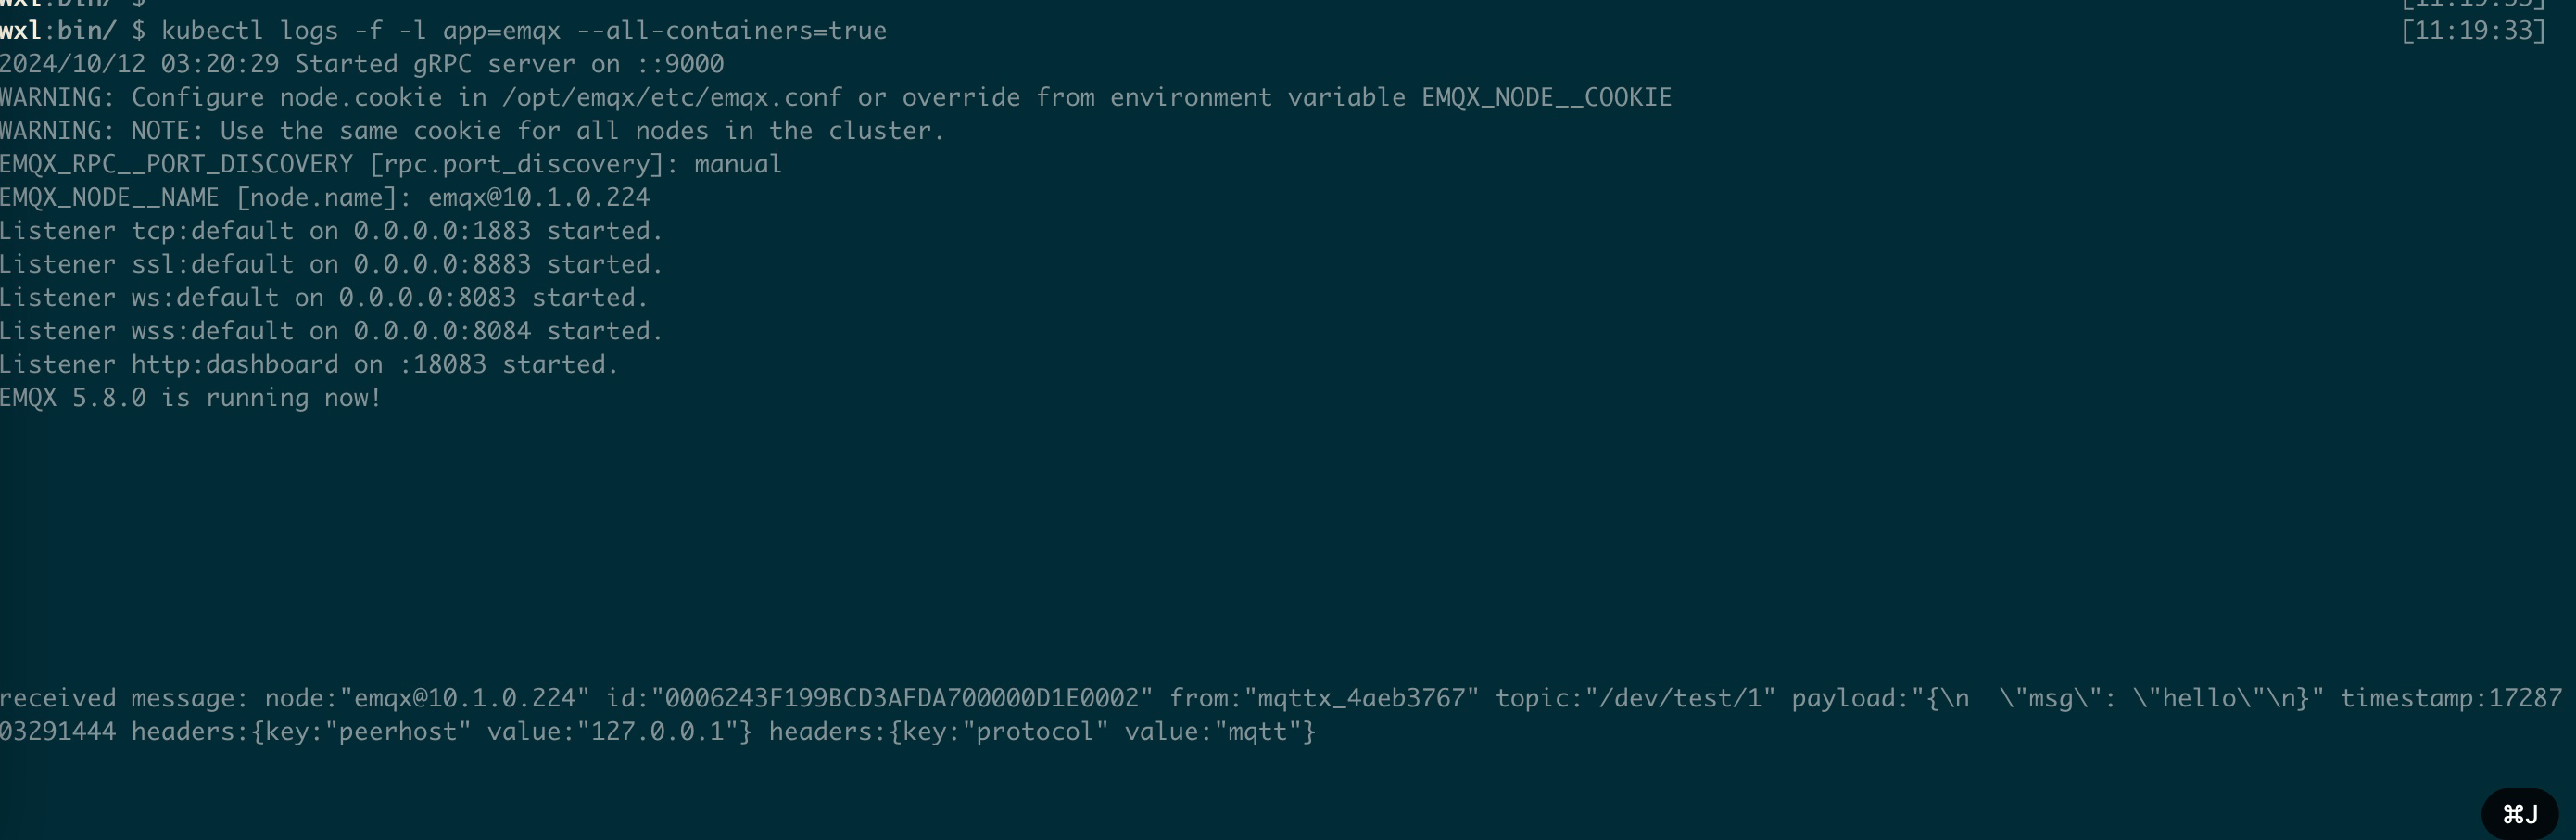 wxl:bin/ $ [11:19:33]
wxl:bin/ $ kubectl logs -f -l app=emqx --all-containers=true [11:19:33]
2024/10/12 03:20:29 Started gRPC server on ::9000
WARNING: Configure node.cookie in /opt/emqx/etc/emqx.conf or override from environment variable EMQX_NODE__COOKIE
WARNING: NOTE: Use the same cookie for all nodes in the cluster.
EMQX_RPC__PORT_DISCOVERY [rpc.port_discovery]: manual
EMQX_NODE__NAME [node.name]: emqx@10.1.0.224
Listener tcp:default on 0.0.0.0:1883 started.
Listener ssl:default on 0.0.0.0:8883 started.
Listener ws:default on 0.0.0.0:8083 started.
Listener wss:default on 0.0.0.0:8084 started.
Listener http:dashboard on :18083 started.
EMQX 5.8.0 is running now!
received message: node:"emqx@10.1.0.224" id:"0006243F199BCD3AFDA700000D1E0002" from:"mqttx_4aeb3767" topic:"/dev/test/1" payload:"{\n  \"msg\": \"hello\"\n}" timestamp:17287
03291444 headers:{key:"peerhost" value:"127.0.0.1"} headers:{key:"protocol" value:"mqtt"}
⌘J